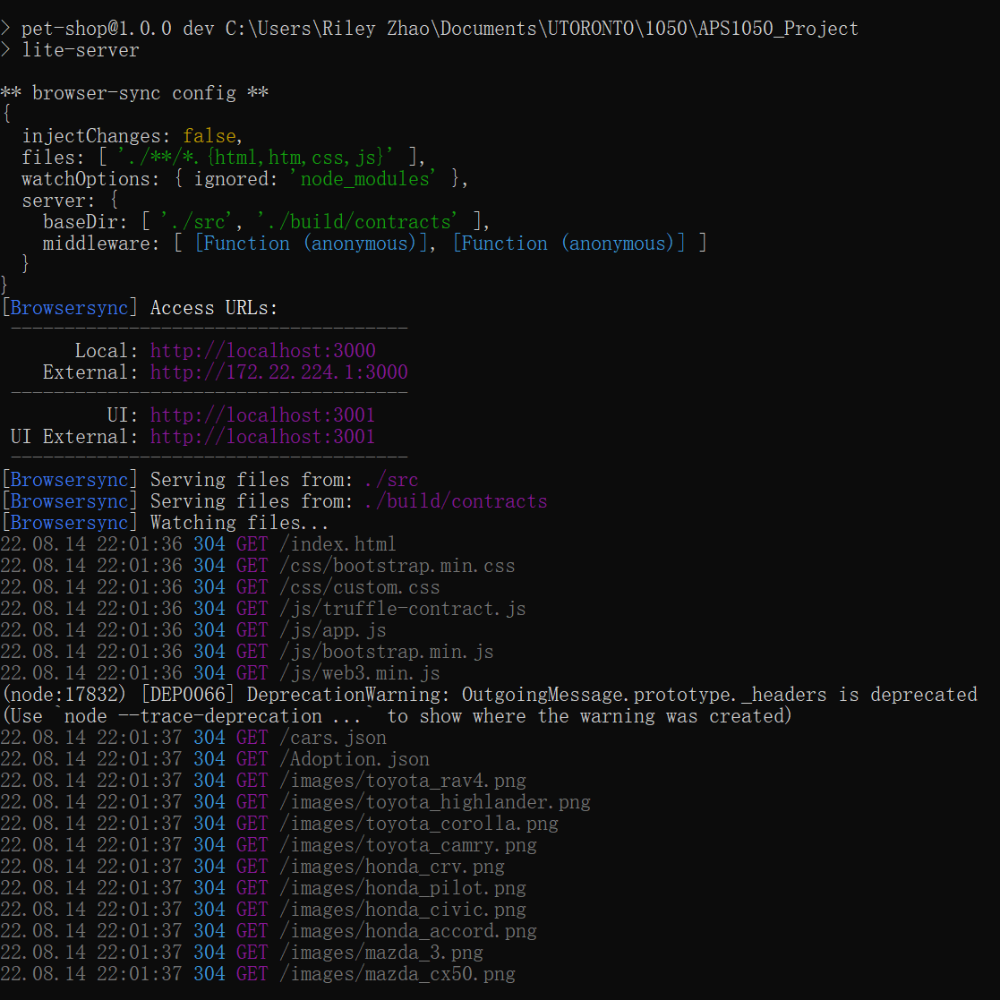 > pet-shop@1.0.0 dev C:\Users\Riley Zhao\Documents\UTORONTO\1050\APS1050_Project
> lite-server
** browser-sync config **
{
  injectChanges: false,
  files: [ './**/*.{html,htm,css,js}' ],
  watchOptions: { ignored: 'node_modules' },
  server: {
    baseDir: [ './src', './build/contracts' ],
    middleware: [ [Function (anonymous)], [Function (anonymous)] ]
  }
}
[Browsersync] Access URLs:
 -------------------------------------
       Local: http://localhost:3000
    External: http://172.22.224.1:3000
 -------------------------------------
          UI: http://localhost:3001
 UI External: http://localhost:3001
 -------------------------------------
[Browsersync] Serving files from: ./src
[Browsersync] Serving files from: ./build/contracts
[Browsersync] Watching files...
22.08.14 22:01:36 304 GET /index.html
22.08.14 22:01:36 304 GET /css/bootstrap.min.css
22.08.14 22:01:36 304 GET /css/custom.css
22.08.14 22:01:36 304 GET /js/truffle-contract.js
22.08.14 22:01:36 304 GET /js/app.js
22.08.14 22:01:36 304 GET /js/bootstrap.min.js
22.08.14 22:01:36 304 GET /js/web3.min.js
(node:17832) [DEP0066] DeprecationWarning: OutgoingMessage.prototype._headers is deprecated
(Use `node --trace-deprecation ...` to show where the warning was created)
22.08.14 22:01:37 304 GET /cars.json
22.08.14 22:01:37 304 GET /Adoption.json
22.08.14 22:01:37 304 GET /images/toyota_rav4.png
22.08.14 22:01:37 304 GET /images/toyota_highlander.png
22.08.14 22:01:37 304 GET /images/toyota_corolla.png
22.08.14 22:01:37 304 GET /images/toyota_camry.png
22.08.14 22:01:37 304 GET /images/honda_crv.png
22.08.14 22:01:37 304 GET /images/honda_pilot.png
22.08.14 22:01:37 304 GET /images/honda_civic.png
22.08.14 22:01:37 304 GET /images/honda_accord.png
22.08.14 22:01:37 304 GET /images/mazda_3.png
22.08.14 22:01:37 304 GET /images/mazda_cx50.png